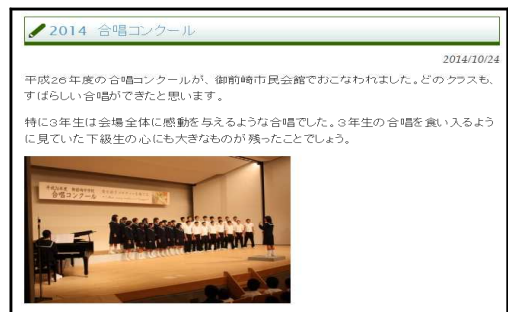 2014 合唱コンクール
2014/10/24
平成26年度の合唱コンクールが、御前崎市民会館でおこなわれました。どのクラスも、
すばらしい合唱ができたと思います。
特に3年生は会場全体に感動を与えるような合唱でした。3年生の合唱を食い入るよう
に見ていた下級生の心にも大きなものが残ったことでしょう。
合唱コンクール